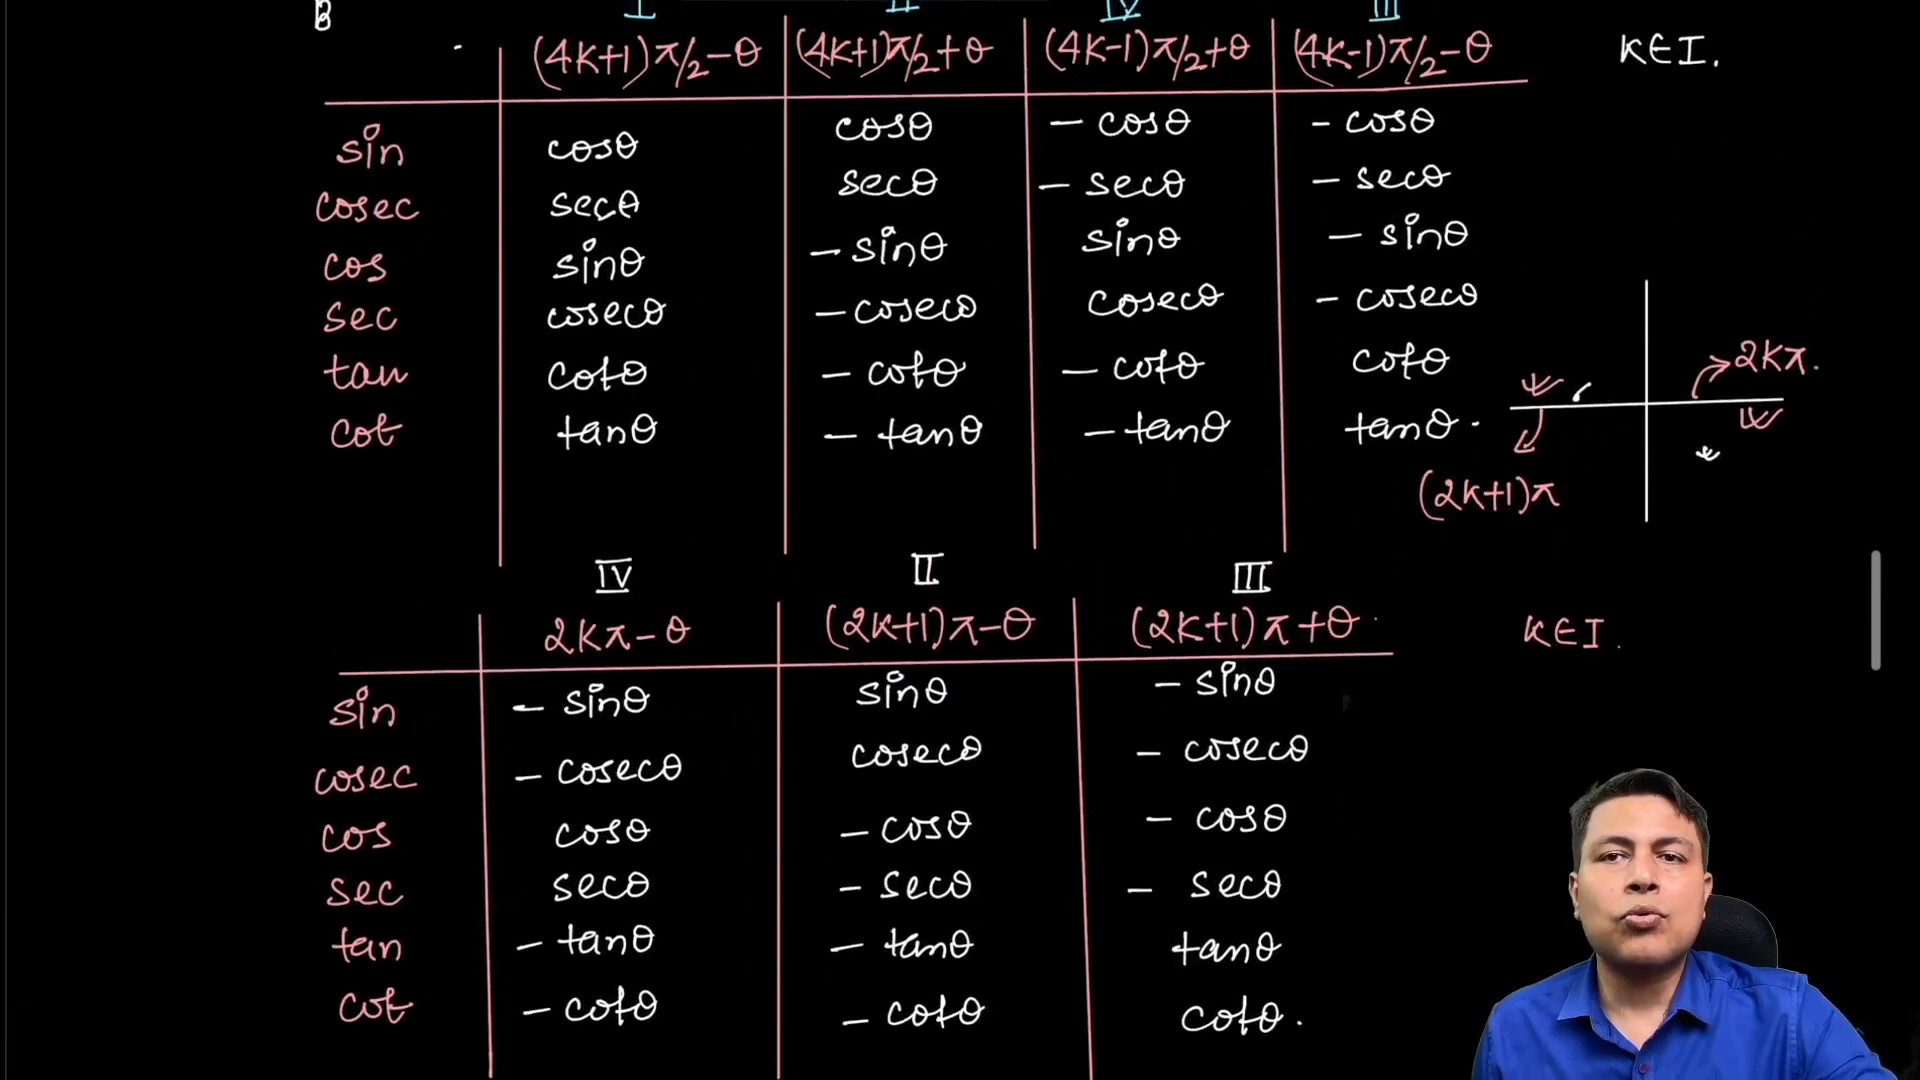 B I II IV III
(4K+1)π/2-θ (4K+1)π/2+θ (4K-1)π/2+θ (4K-1)π/2-θ K∈I.
sin cosθ cosθ - cosθ - cosθ
cosec secθ secθ - secθ - secθ
cos sinθ - sinθ sinθ - sinθ
sec cosecθ - cosecθ cosecθ - cosecθ
tan cotθ - cotθ - cotθ cotθ
cot tanθ - tanθ - tanθ tanθ.
2Kπ.
(2K+1)π
IV II III
2Kπ-θ (2K+1)π-θ (2K+1)π+θ K∈I.
sin - sinθ sinθ - sinθ
cosec - cosecθ cosecθ - cosecθ
cos cosθ - cosθ - cosθ
sec secθ - secθ - secθ
tan - tanθ - tanθ tanθ
cot - cotθ - cotθ cotθ.